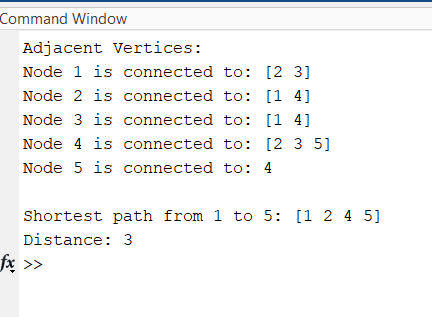 Command Window
Adjacent Vertices:
Node 1 is connected to: [2 3]
Node 2 is connected to: [1 4]
Node 3 is connected to: [1 4]
Node 4 is connected to: [2 3 5]
Node 5 is connected to: 4
Shortest path from 1 to 5: [1 2 4 5]
Distance: 3
fx >>